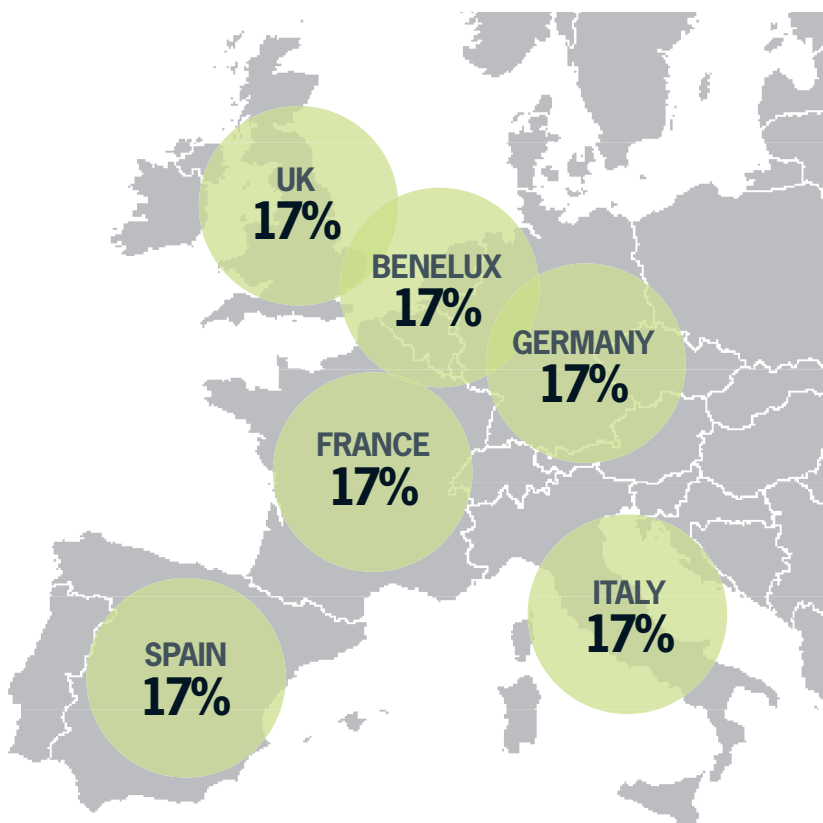 UK
17%
BENELUX
17%
GERMANY
17%
FRANCE
17%
ITALY
17%
SPAIN
17%